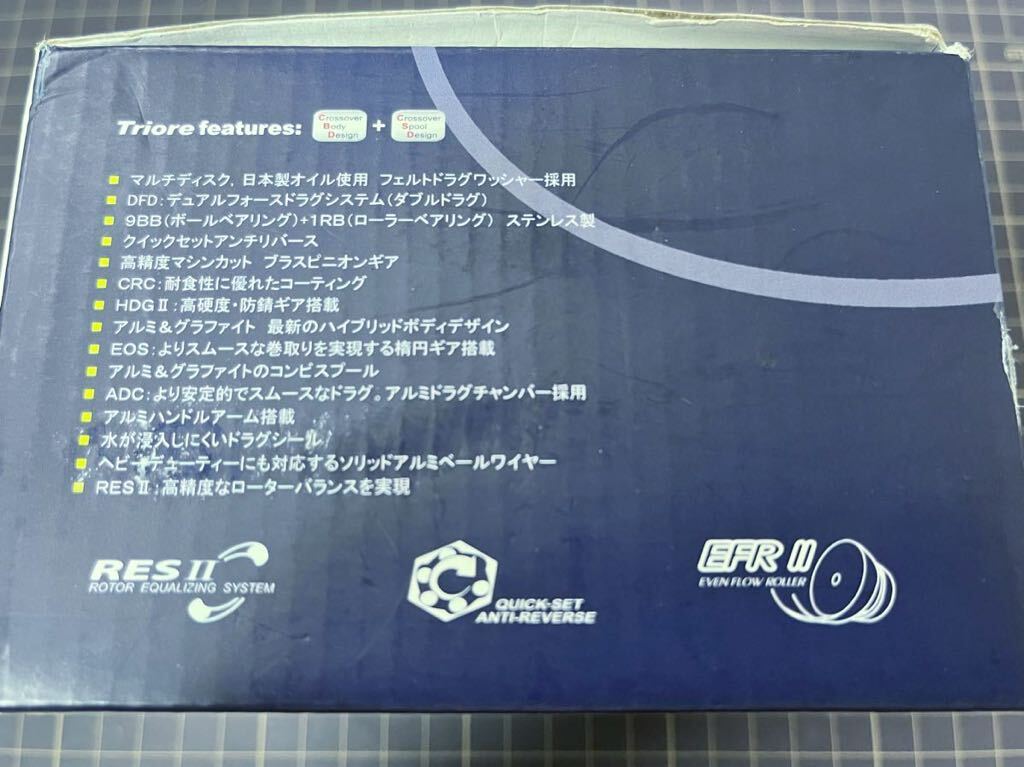 Triore features: Crossover Body Design + Crossover Spool Design
マルチディスク, 日本製オイル使用 フェルトドラグワッシャー採用
DFD:デュアルフォースドラグシステム(ダブルドラグ)
9BB(ボールベアリング)+1RB(ローラーベアリング) ステンレス製
クイックセットアンチリバース
高精度マシンカット ブラスピニオンギア
CRC:耐食性に優れたコーティング
HDGⅡ:高硬度・防錆ギア搭載
アルミ&グラファイト 最新のハイブリッドボディデザイン
EOS:よりスムースな巻取りを実現する楕円ギア搭載
アルミ&グラファイトのコンビスプール
ADC:より安定的でスムースなドラグ。アルミドラグチャンバー採用
アルミハンドルアーム搭載
水が浸入しにくいドラグシール
ヘビーデューティーにも対応するソリッドアルミベールワイヤー
RESⅡ:高精度なローターバランスを実現
RES II
ROTOR EQUALIZING SYSTEM
QUICK-SET
ANTI-REVERSE
EFR II
EVEN FLOW ROLLER